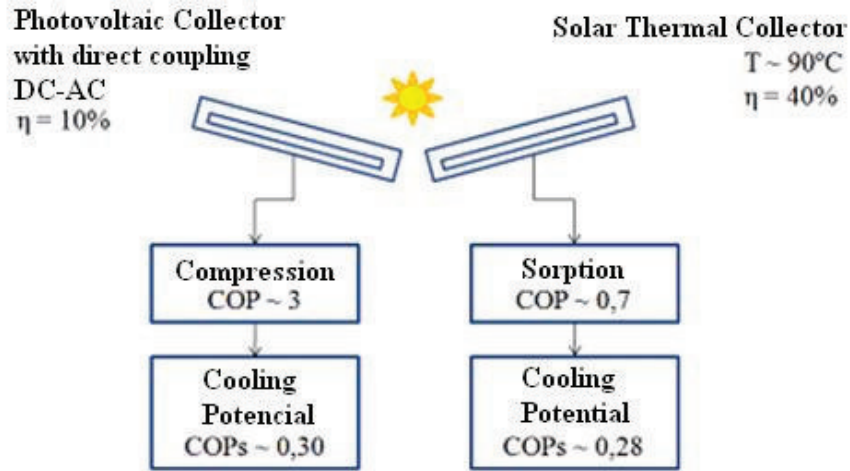 Photovoltaic Collector
with direct coupling
DC-AC
η = 10%
Solar Thermal Collector
T ~ 90°C
η = 40%
Compression
COP ~ 3
Sorption
COP ~ 0,7
Cooling
Potencial
COPs ~ 0,30
Cooling
Potential
COPs ~ 0,28